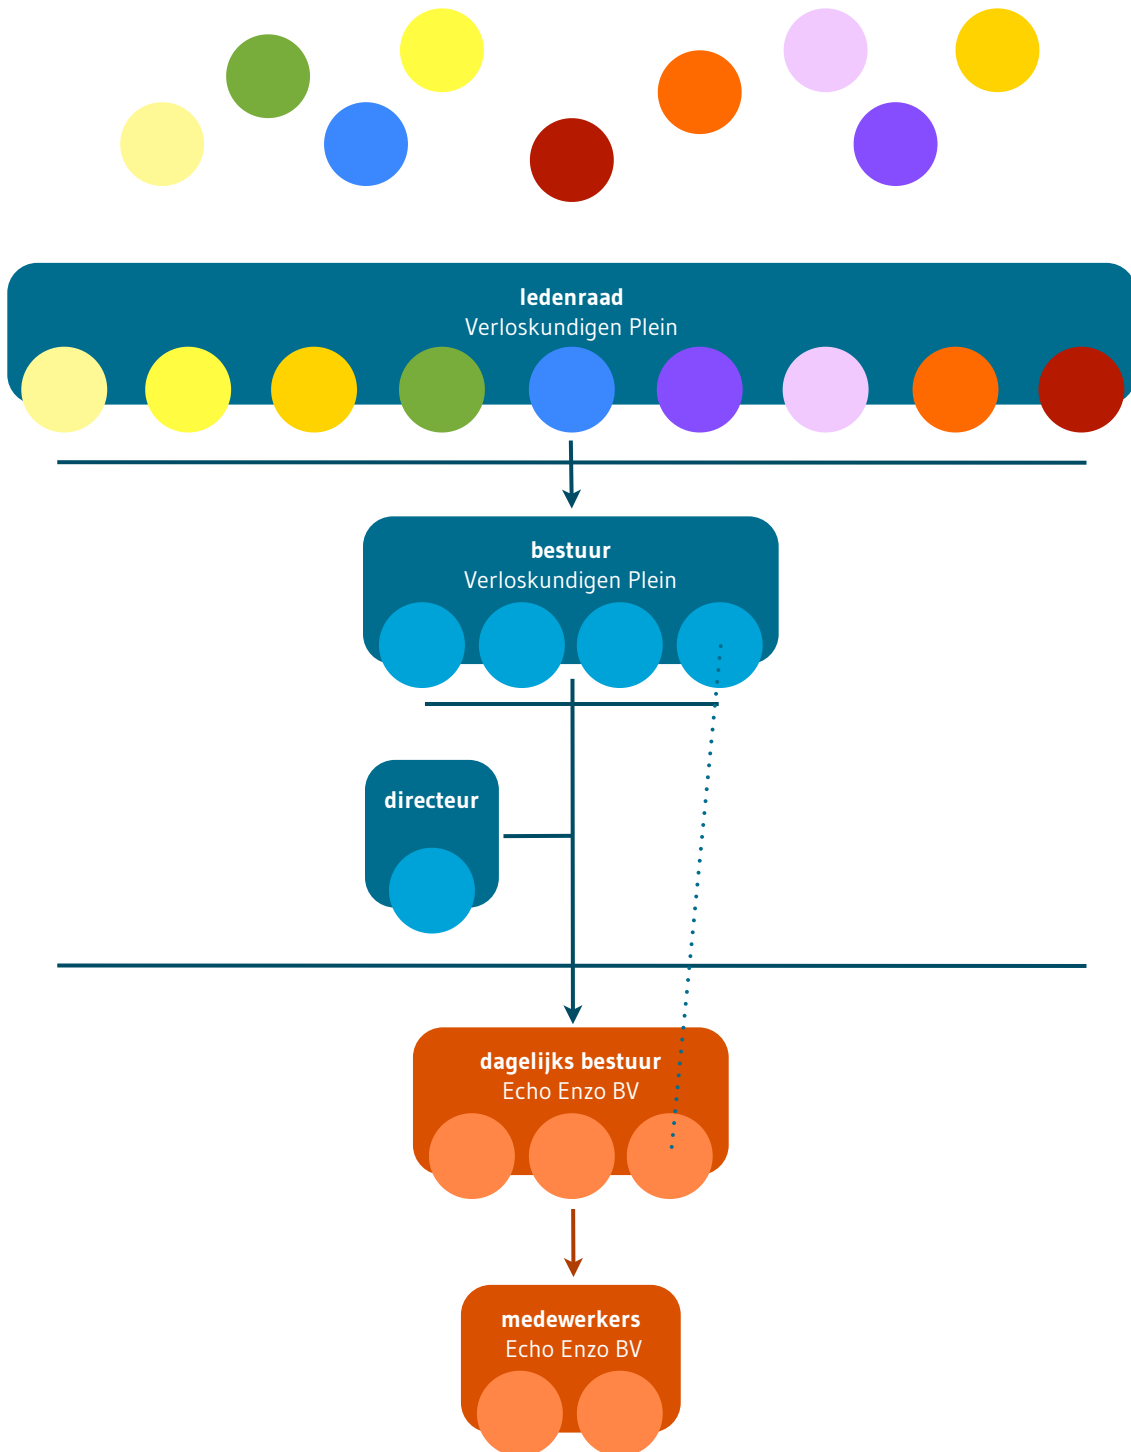 ledenraad
Verloskundigen Plein
bestuur
Verloskundigen Plein
directeur
dagelijks bestuur
Echo Enzo BV
medewerkers
Echo Enzo BV